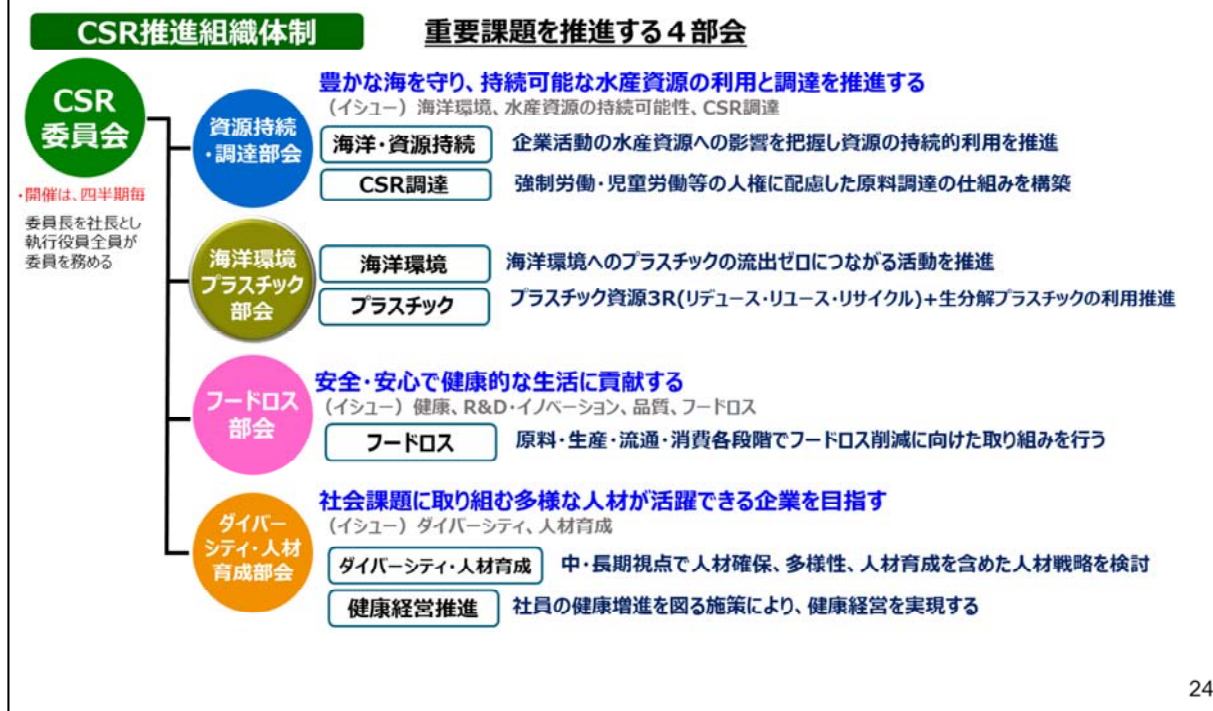 CSR推進組織体制
重要課題を推進する4部会
CSR
委員会
・開催は、四半期毎
委員長を社長とし
執行役員全員が
委員を務める
資源持続
・調達部会
豊かな海を守り、持続可能な水産資源の利用と調達を推進する
(イシュー) 海洋環境、水産資源の持続可能性、CSR調達
海洋・資源持続
企業活動の水産資源への影響を把握し資源の持続的利用を推進
CSR調達
強制労働・児童労働等の人権に配慮した原料調達の仕組みを構築
海洋環境
プラスチック
部会
海洋環境
海洋環境へのプラスチックの流出ゼロにつながる活動を推進
プラスチック
プラスチック資源3R(リデュース・リユース・リサイクル)+生分解プラスチックの利用推進
フードロス
部会
安全・安心で健康的な生活に貢献する
(イシュー) 健康、R&D・イノベーション、品質、フードロス
フードロス
原料・生産・流通・消費各段階でフードロス削減に向けた取り組みを行う
ダイバー
シティ・人材
育成部会
社会課題に取り組む多様な人材が活躍できる企業を目指す
(イシュー) ダイバーシティ、人材育成
ダイバーシティ・人材育成
中・長期視点で人材確保、多様性、人材育成を含めた人材戦略を検討
健康経営推進
社員の健康増進を図る施策により、健康経営を実現する
24